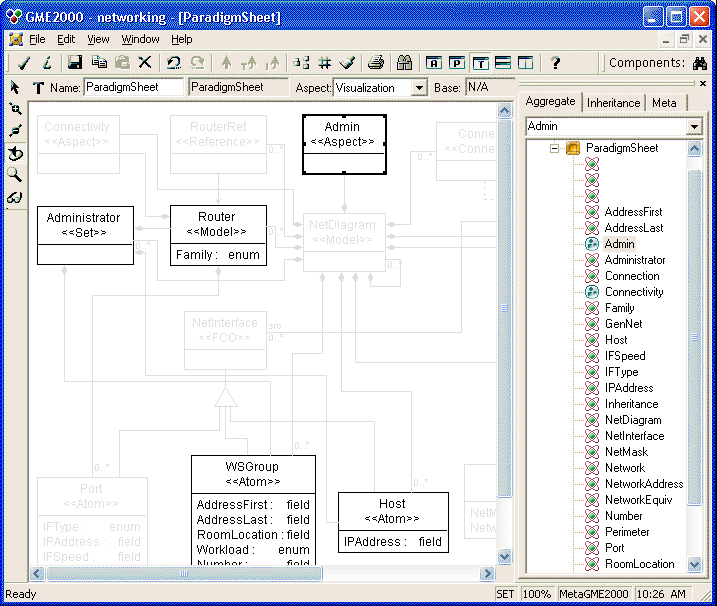 GME2000 - networking - [ParadigmSheet]
File Edit View Window Help
Components:
Name: ParadigmSheet ParadigmSheet Aspect: Visualization Base: N/A
Aggregate Inheritance Meta
Admin
ParadigmSheet
AddressFirst
AddressLast
Admin
Administrator
Connection
Connectivity
Family
GenNet
Host
IFSpeed
IFType
IPAddress
Inheritance
NetDiagram
NetInterface
NetMask
Network
NetworkAddress
NetworkEquiv
Number
Perimeter
Port
RoomLocation
Connectivity
<<Aspect>>
RouterRef
<<Reference>>
0..*
Admin
<<Aspect>>
0..*
Administrator
<<Set>>
0..*
Router
<<Model>>
Family : enum
0..*
NetDiagram
<<Model>>
0..*
NetInterface
<<FCO>>
src
0..*
0..*
0..*
0..*
Port
<<Atom>>
IFType : enum
IPAddress : field
IFSpeed : field
WSGroup
<<Atom>>
AddressFirst : field
AddressLast : field
RoomLocation : field
Workload : enum
Number : field
Host
<<Atom>>
IPAddress : field
Ready
SET 100% MetaGME2000 10:26 AM